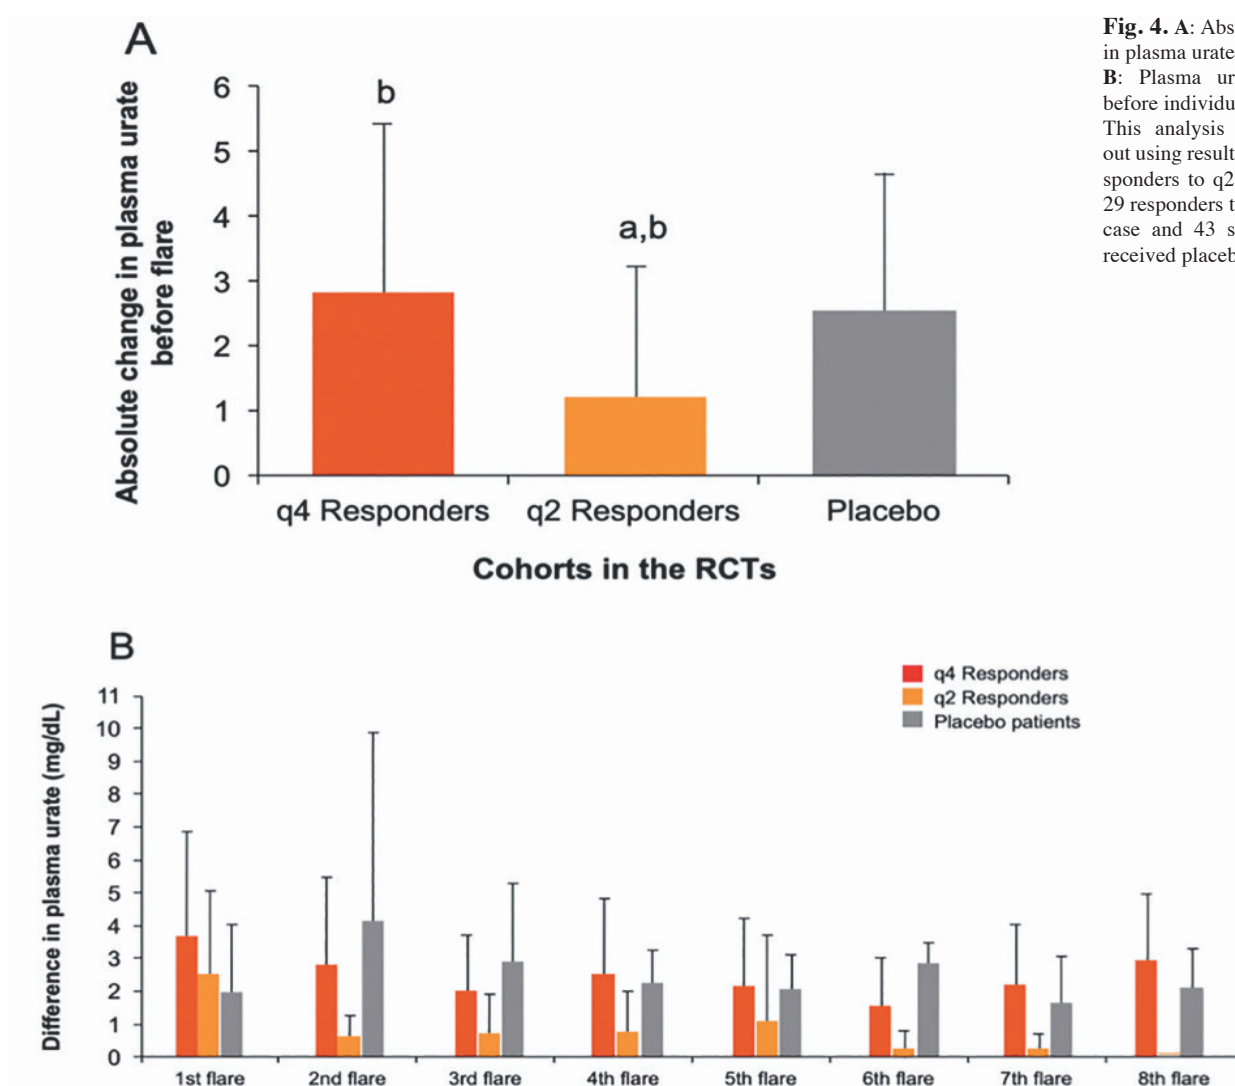 A
Fig. 4. A: Abs
in plasma urate
B: Plasma ur
before individu
This analysis
out using result
sponders to q2
29 responders t
case and 43 s
received placeb
Absolute change in plasma urate
before flare
6
5
4
3
2
1
0
b
a,b
q4 Responders q2 Responders Placebo
Cohorts in the RCTs
B
q4 Responders
q2 Responders
Placebo patients
Difference in plasma urate (mg/dL)
11
10
9
8
7
6
5
4
3
2
1
0
1st flare 2nd flare 3rd flare 4th flare 5th flare 6th flare 7th flare 8th flare